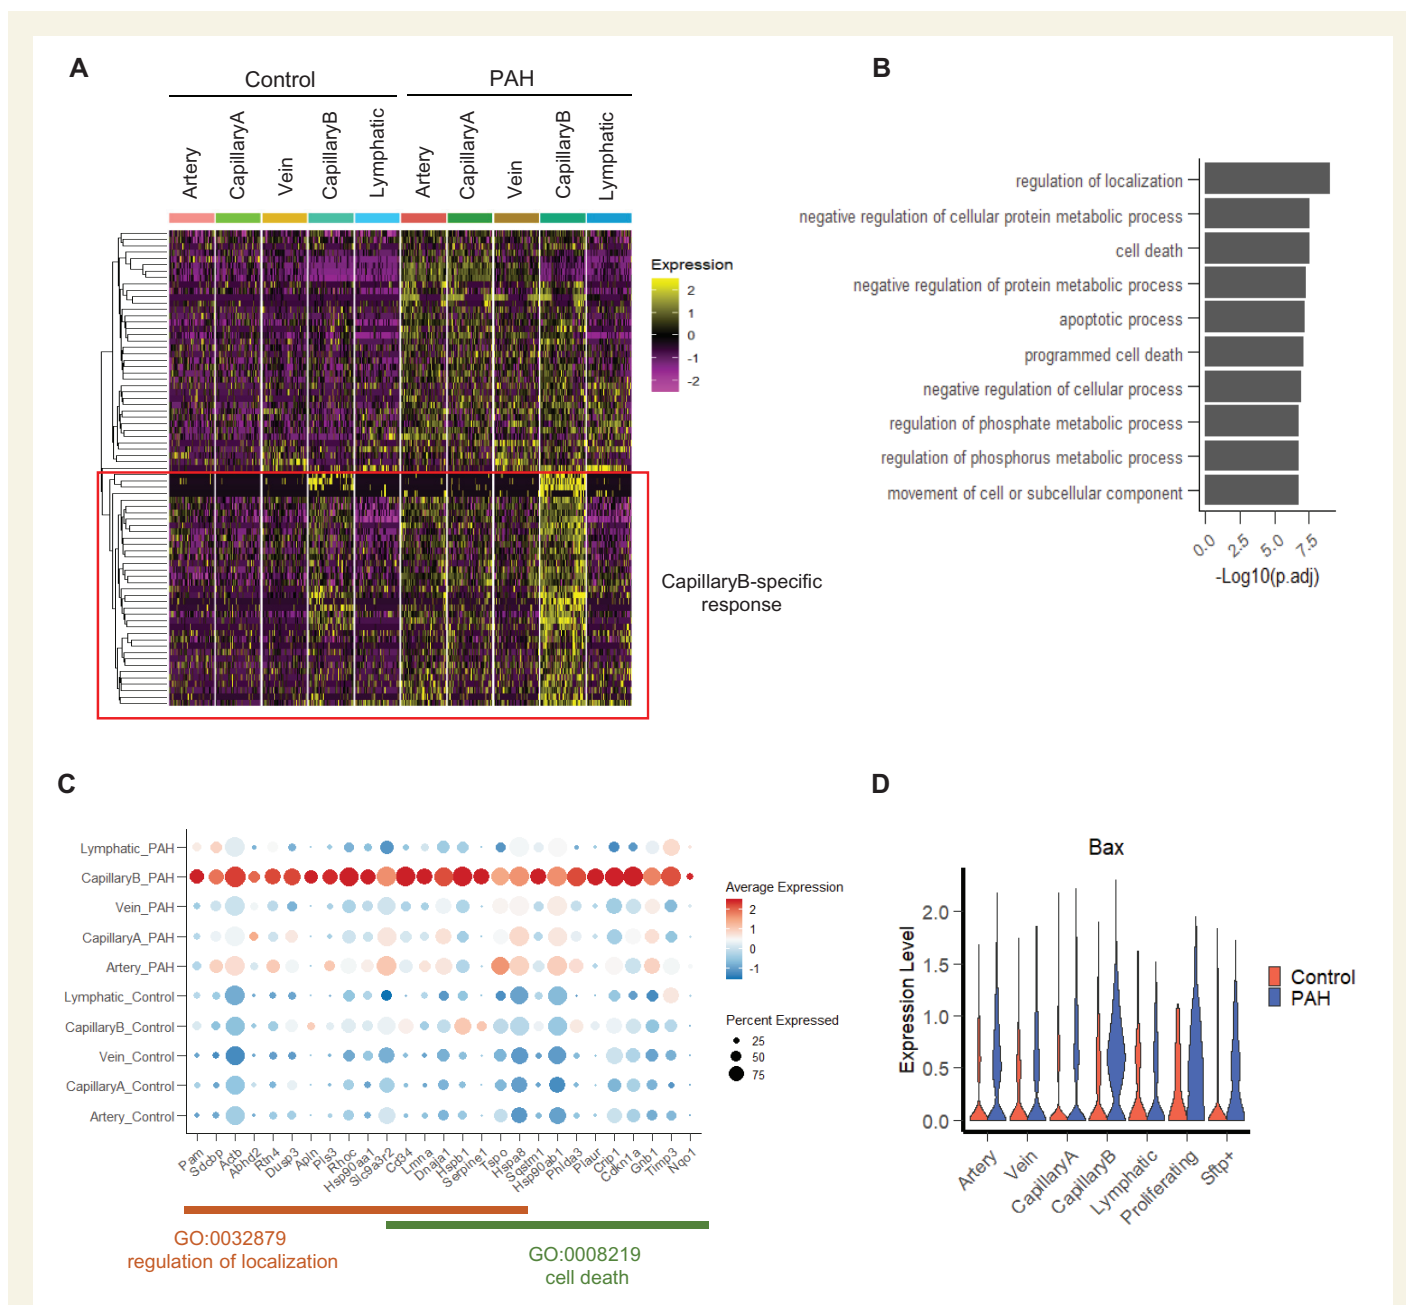 A
Control
PAH
Artery
CapillaryA
Vein
CapillaryB
Lymphatic
Artery
CapillaryA
Vein
CapillaryB
Lymphatic
Expression
2
1
0
-1
-2
CapillaryB-specific
response
B
regulation of localization
negative regulation of cellular protein metabolic process
cell death
negative regulation of protein metabolic process
apoptotic process
programmed cell death
negative regulation of cellular process
regulation of phosphate metabolic process
regulation of phosphorus metabolic process
movement of cell or subcellular component
0.0
2.5
5.0
7.5
-Log10(p.adj)
C
Lymphatic_PAH
CapillaryB_PAH
Vein_PAH
CapillaryA_PAH
Artery_PAH
Lymphatic_Control
CapillaryB_Control
Vein_Control
CapillaryA_Control
Artery_Control
Pam
Sdcbp
Actb
Abhd2
Rtn4
Dusp3
Apln
Pls3
Rhoc
Hsp90aa1
Slc9a3r2
Cd34
Lmna
Dnaja1
Hspb1
Serpine1
Tspo
Hspa8
Sqstm1
Hsp90ab1
Phlda3
Plaur
Crip1
Cdkn1a
Gnb1
Timp3
Nqo1
Average Expression
2
1
0
-1
Percent Expressed
25
50
75
GO:0032879
regulation of localization
GO:0008219
cell death
D
Bax
Expression Level
2.0
1.5
1.0
0.5
0.0
Artery
Vein
CapillaryA
CapillaryB
Lymphatic
Proliferating
Sftp+
Control
PAH